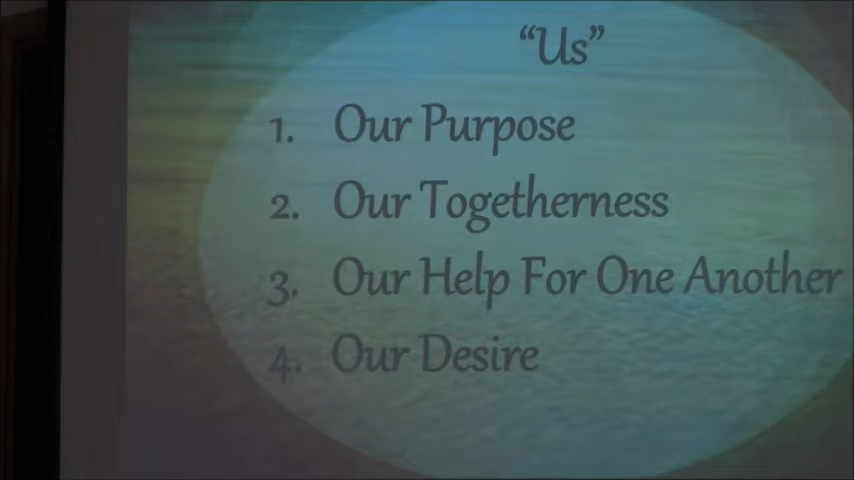 “Us”
1. Our Purpose
2. Our Togetherness
3. Our Help For One Another
4. Our Desire